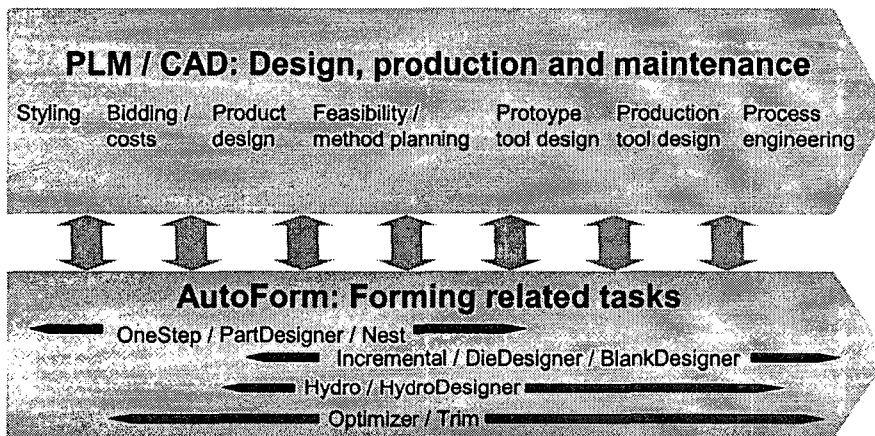 PLM / CAD: Design, production and maintenance
Styling Bidding / Product Feasibility / Protoype Production Process
costs design method planning tool design tool design engineering
AutoForm: Forming related tasks
OneStep / PartDesigner / Nest
Incremental / DieDesigner / BlankDesigner
Hydro / HydroDesigner
Optimizer / Trim